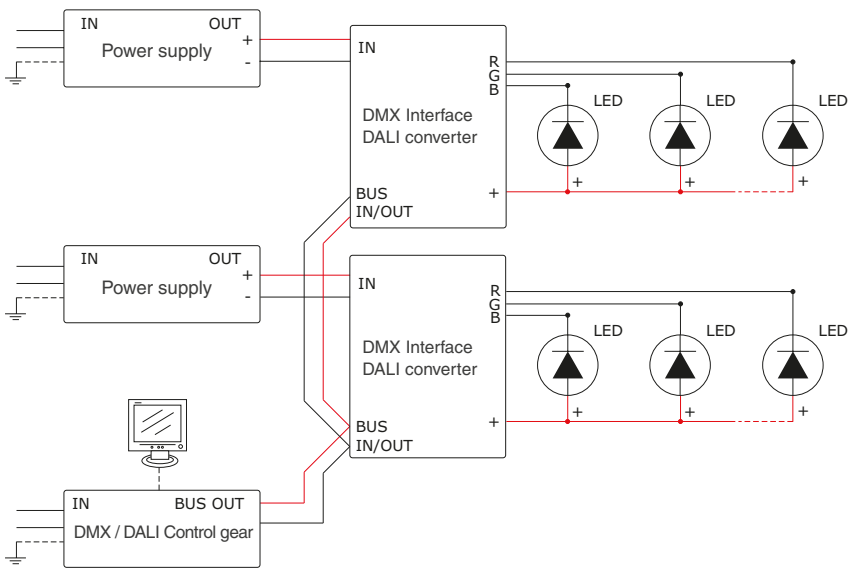 IN OUT
+
Power supply
-
IN
DMX Interface
DALI converter
BUS
IN/OUT
R
G
B
+
LED
LED
LED
+
+
+
IN OUT
+
Power supply
-
IN
DMX Interface
DALI converter
BUS
IN/OUT
R
G
B
+
LED
LED
LED
+
+
+
IN BUS OUT
DMX / DALI Control gear